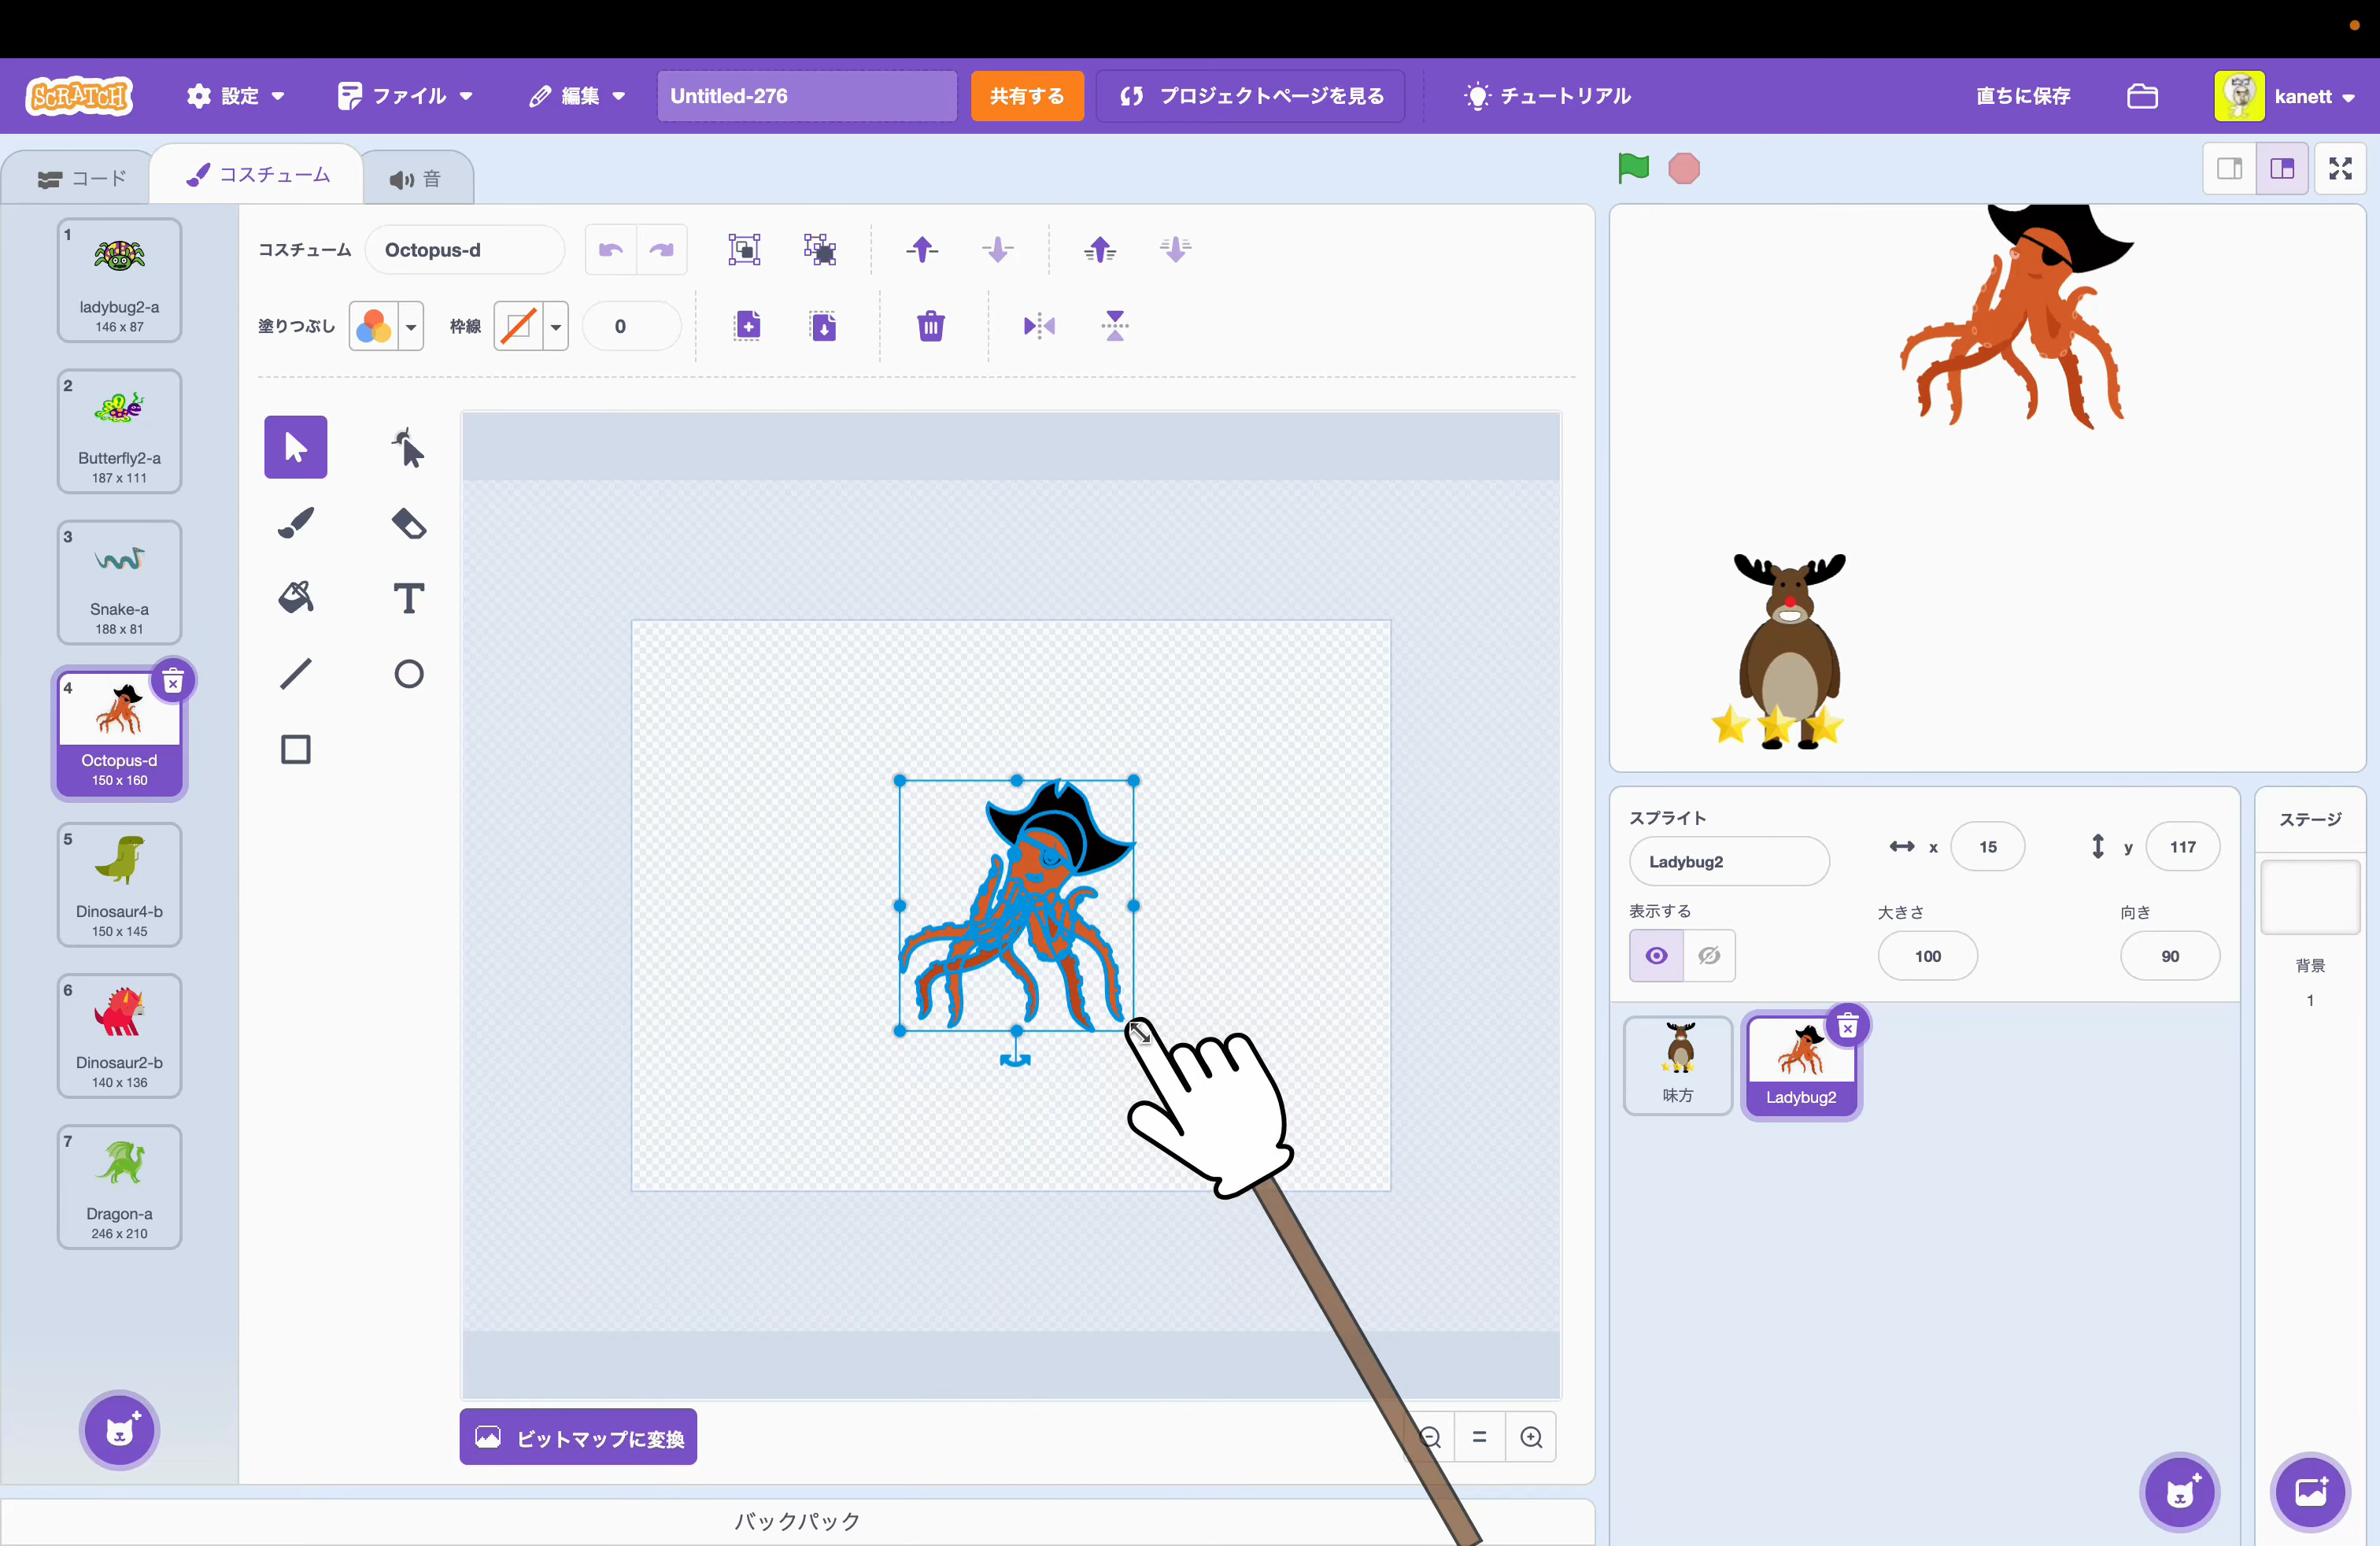 SCRATCH 設定 ファイル 編集 Untitled-276 共有する プロジェクトページを見る チュートリアル 直ちに保存 kanett
コード コスチューム 音
1
ladybug2-a
146 x 87
2
Butterfly2-a
187 x 111
3
Snake-a
188 x 81
4
Octopus-d
150 x 160
5
Dinosaur4-b
150 x 145
6
Dinosaur2-b
140 x 136
7
Dragon-a
246 x 210
コスチューム Octopus-d
塗りつぶし 枠線 0
T
ビットマップに変換
バックパック
スプライト
Ladybug2
x 15 y 117
表示する 大きさ 向き
100 90
味方
Ladybug2
ステージ
背景
1